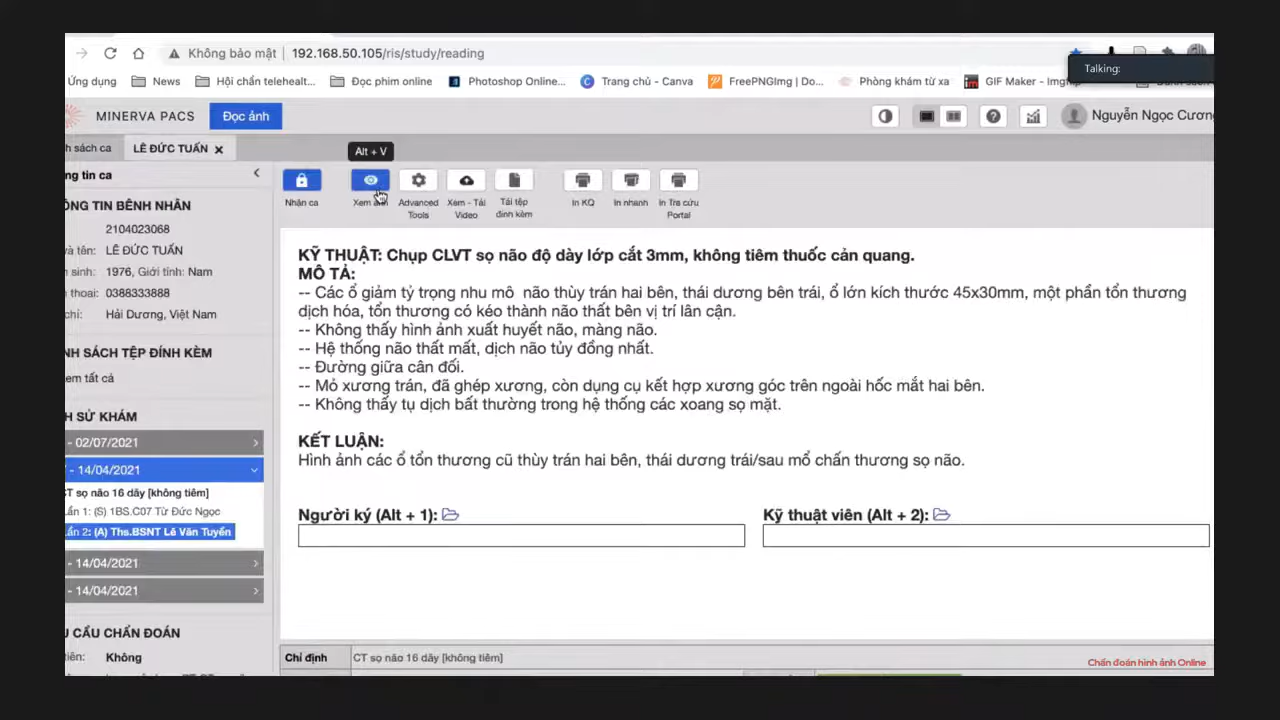 Không bảo mật | 192.168.50.105/ris/study/reading
Talking:
Ứng dụng News Hội chẩn telehealt... Đọc phim online Photoshop Online... Trang chủ - Canva FreePNGImg | Do... Phòng khám từ xa GIF Maker - Imgfl
MINERVA PACS Đọc ảnh Nguyễn Ngọc Cương
h sách ca LÊ ĐỨC TUẤN x Alt + V
ng tin ca
Nhận ca Xem ảnh Advanced Tools Xem - Tải Video Tải tệp đính kèm In KQ In nhanh In Tra cứu Portal
ÔNG TIN BỆNH NHÂN
2104023068
và tên: LÊ ĐỨC TUẤN
m sinh: 1976, Giới tính: Nam
n thoại: 0388333888
chỉ: Hải Dương, Việt Nam
NH SÁCH TỆP ĐÍNH KÈM
em tất cả
H SỬ KHÁM
- 02/07/2021
- 14/04/2021
CT sọ não 16 dãy [không tiêm]
ần 1: (S) 1BS.C07 Từ Đức Ngọc
ần 2: (A) Ths.BSNT Lê Văn Tuyển
- 14/04/2021
- 14/04/2021
U CẦU CHẨN ĐOÁN
tiên: Không
KỸ THUẬT: Chụp CLVT sọ não độ dày lớp cắt 3mm, không tiêm thuốc cản quang.
MÔ TẢ:
-- Các ổ giảm tỷ trọng nhu mô não thùy trán hai bên, thái dương bên trái, ổ lớn kích thước 45x30mm, một phần tổn thương
dịch hóa, tổn thương có kéo thành não thất bên vị trí lân cận.
-- Không thấy hình ảnh xuất huyết não, màng não.
-- Hệ thống não thất mất, dịch não tủy đồng nhất.
-- Đường giữa cân đối.
-- Mỏ xương trán, đã ghép xương, còn dụng cụ kết hợp xương góc trên ngoài hốc mắt hai bên.
-- Không thấy tụ dịch bất thường trong hệ thống các xoang sọ mặt.
KẾT LUẬN:
Hình ảnh các ổ tổn thương cũ thùy trán hai bên, thái dương trái/sau mổ chấn thương sọ não.
Người ký (Alt + 1): Kỹ thuật viên (Alt + 2):
Chỉ định CT sọ não 16 dãy [không tiêm]
Chẩn đoán hình ảnh Online